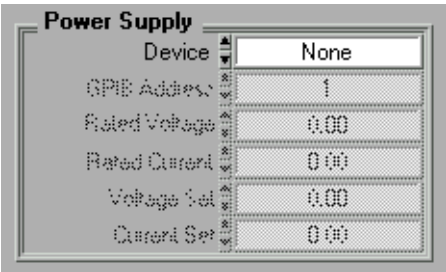 Power Supply
Device None
GPIB Address 1
Rated Voltage 0.00
Rated Current 0.00
Voltage Set 0.00
Current Set 0.00